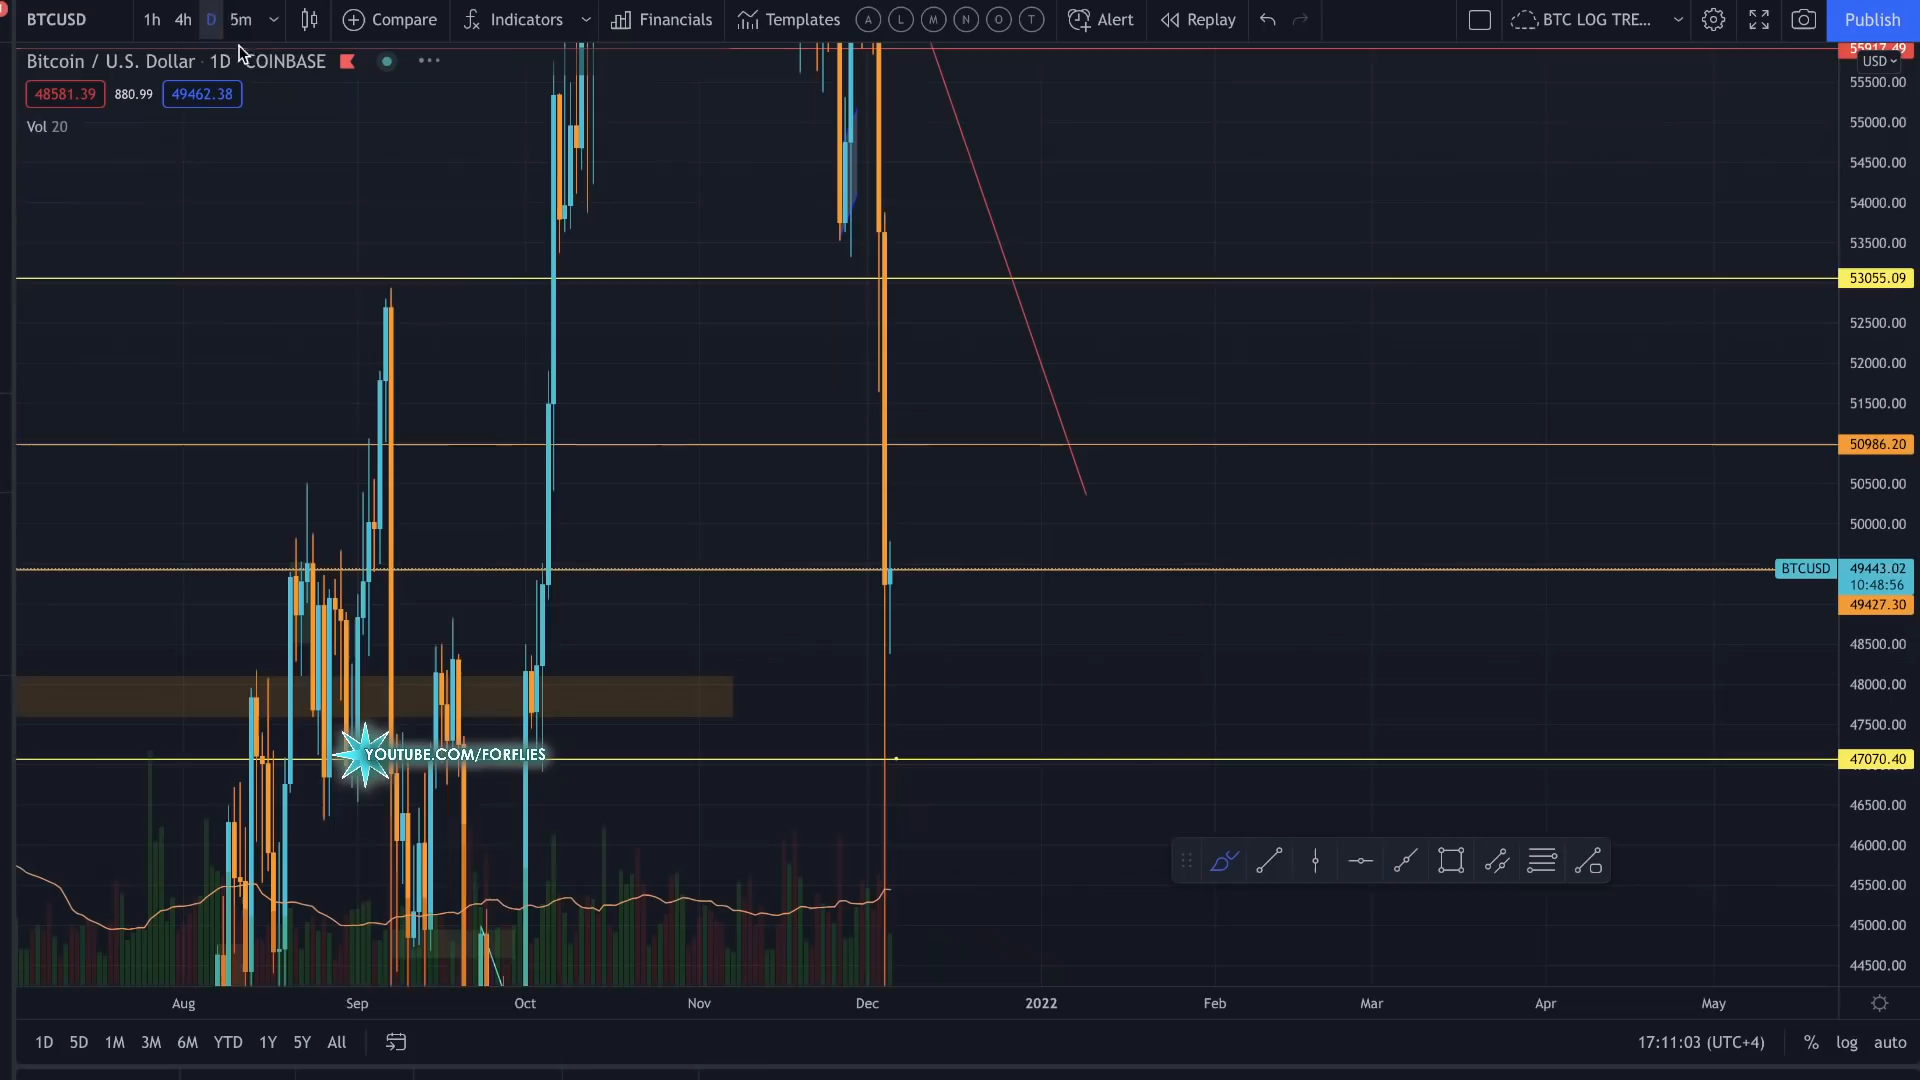 BTCUSD 1h 4h D 5m Compare Indicators Financials Templates A L M N O T Alert Replay BTC LOG TRE... Publish
Bitcoin / U.S. Dollar · 1D COINBASE
48581.39 880.99 49462.38
Vol 20
55917.49
USD
55500.00
55000.00
54500.00
54000.00
53500.00
53055.09
52500.00
52000.00
51500.00
50986.20
50500.00
50000.00
BTCUSD 49443.02
10:48:56
49427.30
48500.00
48000.00
47500.00
YOUTUBE.COM/FORFLIES
47070.40
46500.00
46000.00
45500.00
45000.00
44500.00
Aug Sep Oct Nov Dec 2022 Feb Mar Apr May
1D 5D 1M 3M 6M YTD 1Y 5Y All 17:11:03 (UTC+4) % log auto